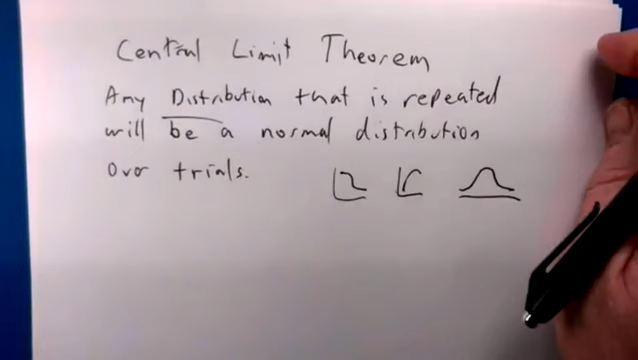 Central Limit Theorem
Any Distribution that is repeated
will be a normal distribution
over trials.